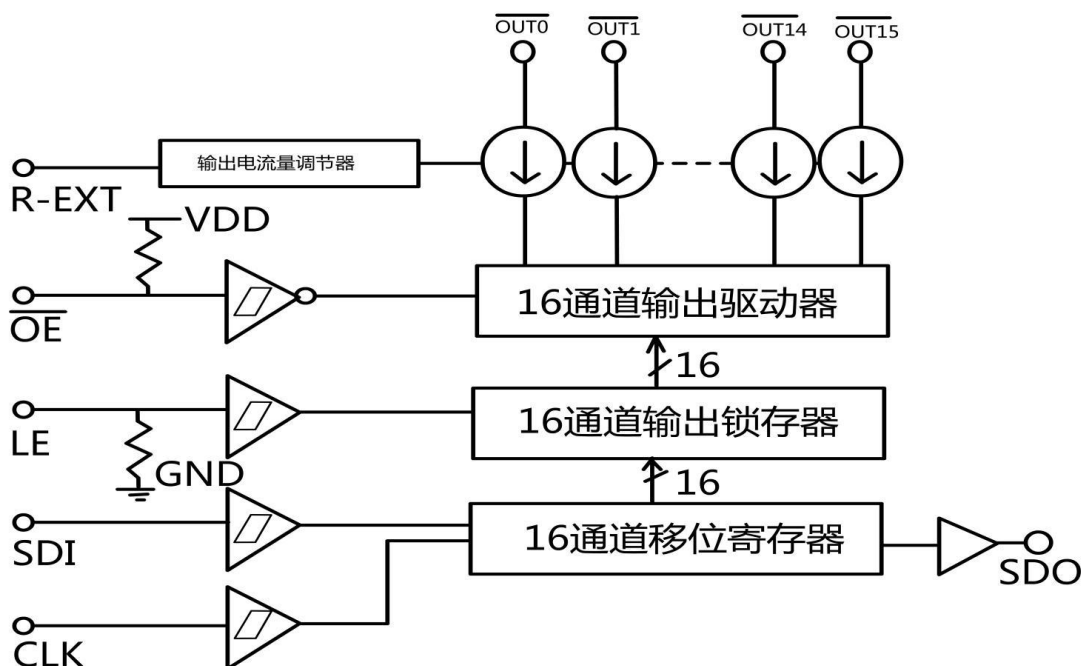 OUT0 OUT1 OUT14 OUT15
输出电流量调节器
R-EXT
VDD
OE
16通道输出驱动器
16
LE
16通道输出锁存器
GND
16
SDI
16通道移位寄存器
SDO
CLK